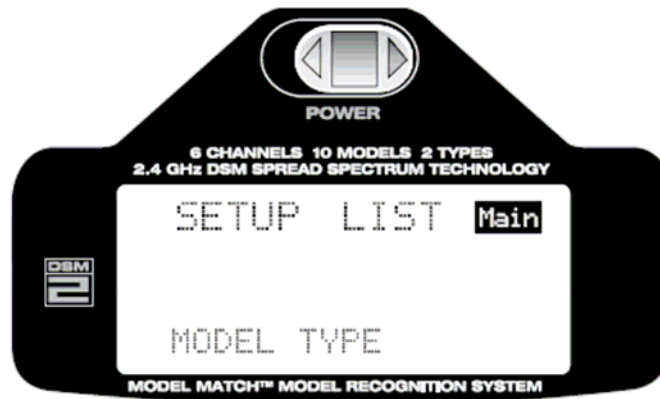 POWER
6 CHANNELS 10 MODELS 2 TYPES
2.4 GHz DSM SPREAD SPECTRUM TECHNOLOGY
SETUP LIST Main
DSM
2
MODEL TYPE
MODEL MATCH™ MODEL RECOGNITION SYSTEM